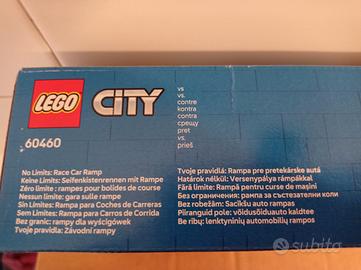 LEGO
CITY
60460
vs
vs.
contre
kontra
contra
срещу
pret
vs.
prieš
No Limits: Race Car Ramp
Keine Limits: Seifenkistenrennen mit Rampe
Zéro limite : rampes pour bolides de course
Nessun limite: gara sulle rampe
Sin Límites: Rampa para Coches de Carreras
Sem Limites: Rampa para Carros de Corrida
Bez granic: rampy dla wyścigówek
Tvoje pravidlá: Závodní rampy
Tvoje pravidlá: Rampa pre pretekárske autá
Határok nélkül: Versenypálya rámpákkal
Fără limite: Rampă pentru curse de mașini
Без ограничения: рампа за състезателни коли
Bez robežām: Sacīkšu auto rampas
Piiranguid pole: võidusõiduauto kaldtee
Be ribų: lenktyninių automobilių rampos
subito